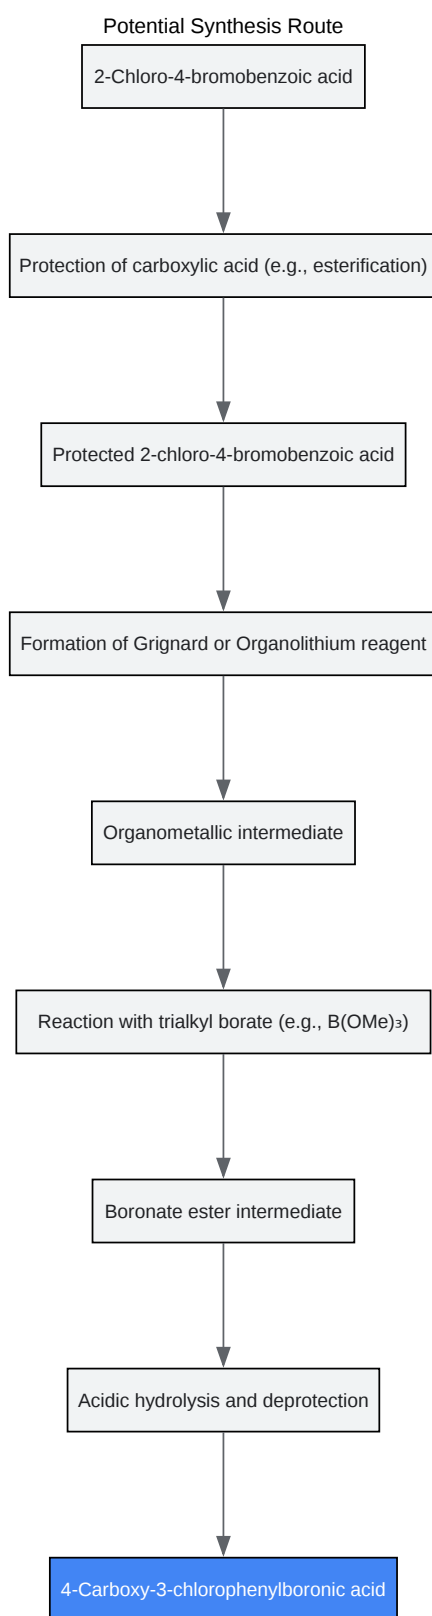 Potential Synthesis Route
2-Chloro-4-bromobenzoic acid
Protection of carboxylic acid (e.g., esterification)
Protected 2-chloro-4-bromobenzoic acid
Formation of Grignard or Organolithium reagent
Organometallic intermediate
Reaction with trialkyl borate (e.g., B(OMe)₃)
Boronate ester intermediate
Acidic hydrolysis and deprotection
4-Carboxy-3-chlorophenylboronic acid